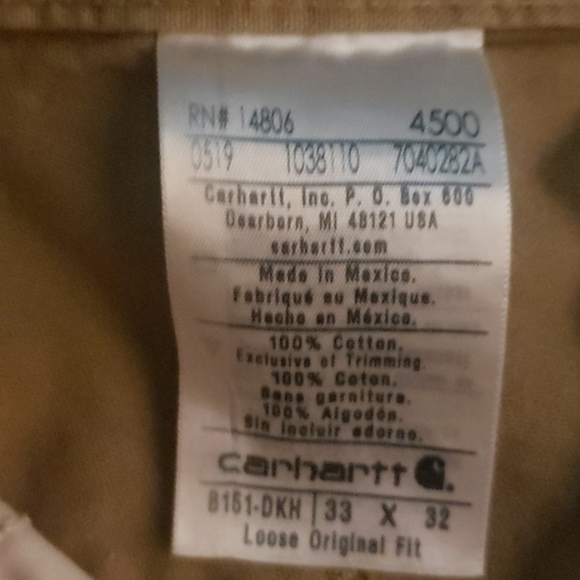 RN# 14806 4500
0519 1038110 7040282A
Carhartt, Inc. P. O. Box 600
Dearborn, MI 48121 USA
carhartt.com
Made in Mexico.
Fabriqué au Mexique.
Hecho en México.
100% Cotton.
Exclusive of Trimming.
100% Coton.
Sans garniture.
100% Algodón.
Sin incluir adorno.
carhartt
B151-DKH 33 X 32
Loose Original Fit